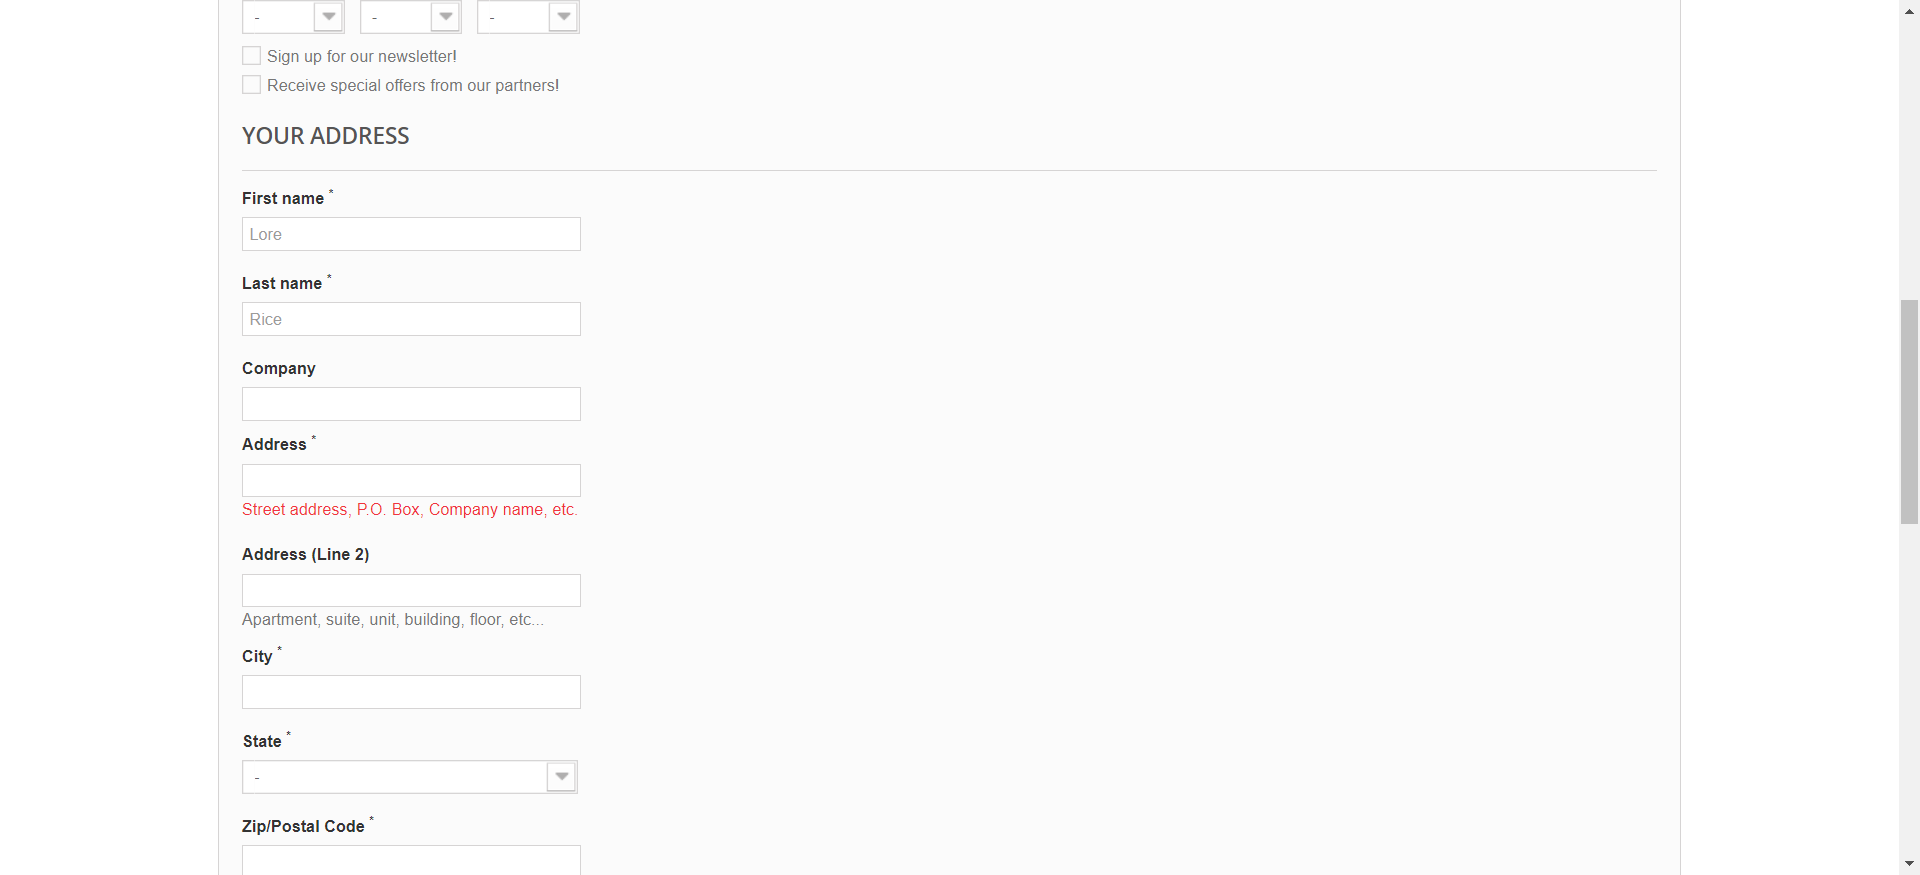 - - -
Sign up for our newsletter!
Receive special offers from our partners!
YOUR ADDRESS
First name *
Lore
Last name *
Rice
Company
Address *
Street address, P.O. Box, Company name, etc.
Address (Line 2)
Apartment, suite, unit, building, floor, etc...
City *
State *
-
Zip/Postal Code *